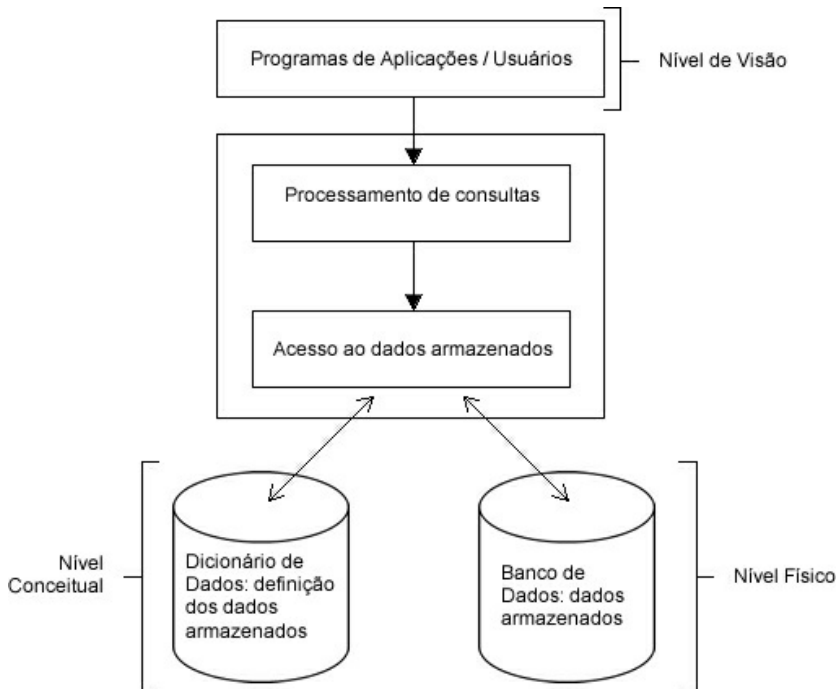 Programas de Aplicações / Usuários
Nível de Visão
Processamento de consultas
Acesso ao dados armazenados
Nível
Conceitual
Dicionário de
Dados: definição
dos dados
armazenados
Banco de
Dados: dados
armazenados
Nível Físico